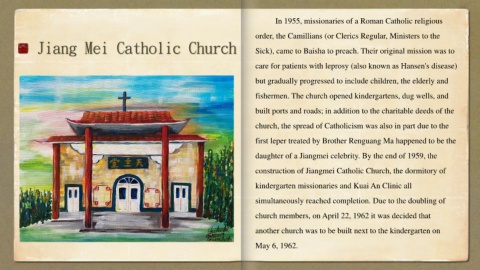 Jiang Mei Catholic Church
天主堂
In 1955, missionaries of a Roman Catholic religious
order, the Camillians (or Clerics Regular, Ministers to the
Sick), came to Baisha to preach. Their original mission was to
care for patients with leprosy (also known as Hansen's disease)
but gradually progressed to include children, the elderly and
fishermen. The church opened kindergartens, dug wells, and
built ports and roads; in addition to the charitable deeds of the
church, the spread of Catholicism was also in part due to the
first leper treated by Brother Renguang Ma happened to be the
daughter of a Jiangmei celebrity. By the end of 1959, the
construction of Jiangmei Catholic Church, the dormitory of
kindergarten missionaries and Kuai An Clinic all
simultaneously reached completion. Due to the doubling of
church members, on April 22, 1962 it was decided that
another church was to be built next to the kindergarten on
May 6, 1962.